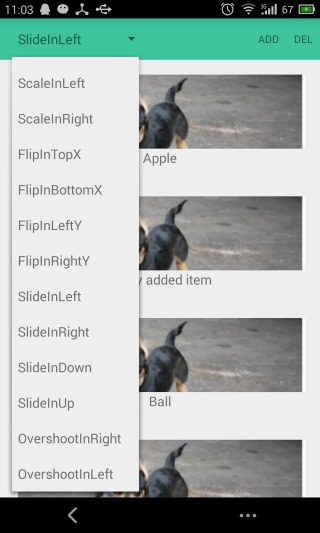 11:03
3G
67
SlideInLeft
ADD
DEL
ScaleInLeft
ScaleInRight
FlipInTopX
FlipInBottomX
FlipInLeftY
FlipInRightY
SlideInLeft
SlideInRight
SlideInDown
SlideInUp
OvershootInRight
OvershootInLeft
Apple
y added item
Ball